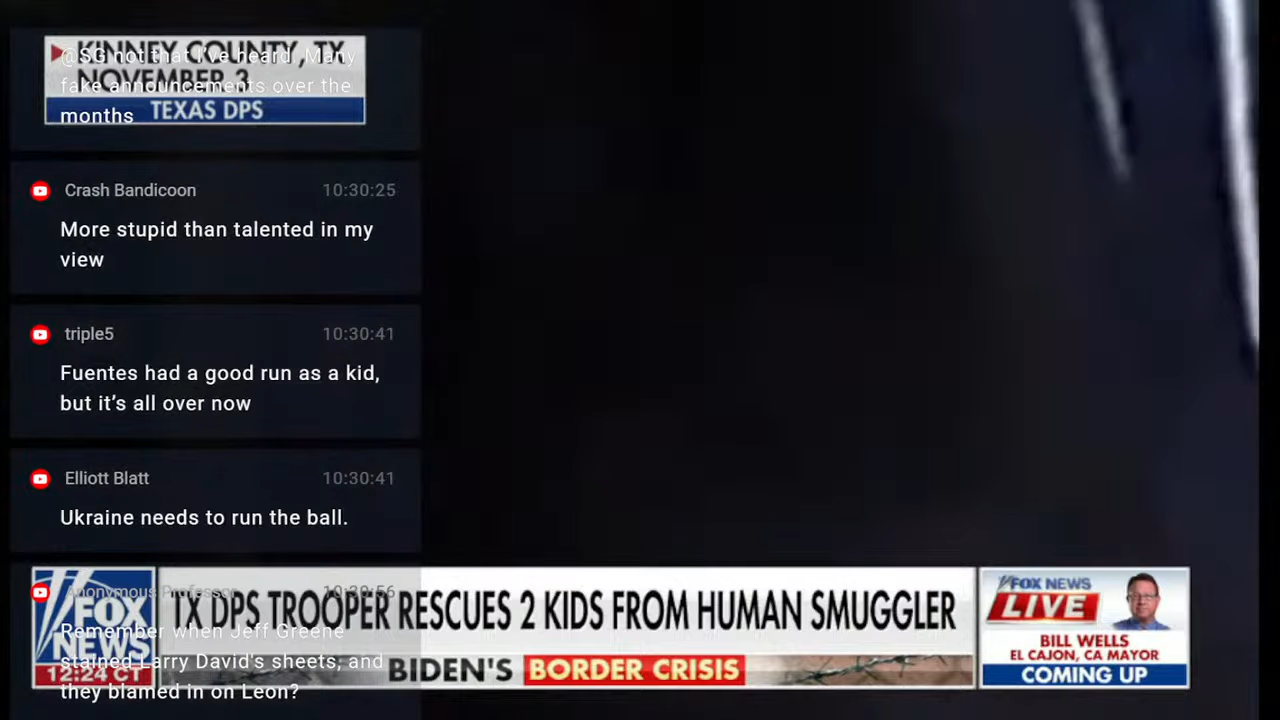 KINNEY COUNTY, TX
NOVEMBER 3
TEXAS DPS
@SG not that I've heard. Many
fake announcements over the
months
Crash Bandicoon 10:30:25
More stupid than talented in my
view
triple5 10:30:41
Fuentes had a good run as a kid,
but it's all over now
Elliott Blatt 10:30:41
Ukraine needs to run the ball.
Anonymous Professor 10:30:56
Remember when Jeff Greene
stained Larry David's sheets, and
they blamed in on Leon?
FOX
NEWS
12:24 CT
TX DPS TROOPER RESCUES 2 KIDS FROM HUMAN SMUGGLER
BIDEN'S BORDER CRISIS
FOX NEWS
LIVE
BILL WELLS
EL CAJON, CA MAYOR
COMING UP